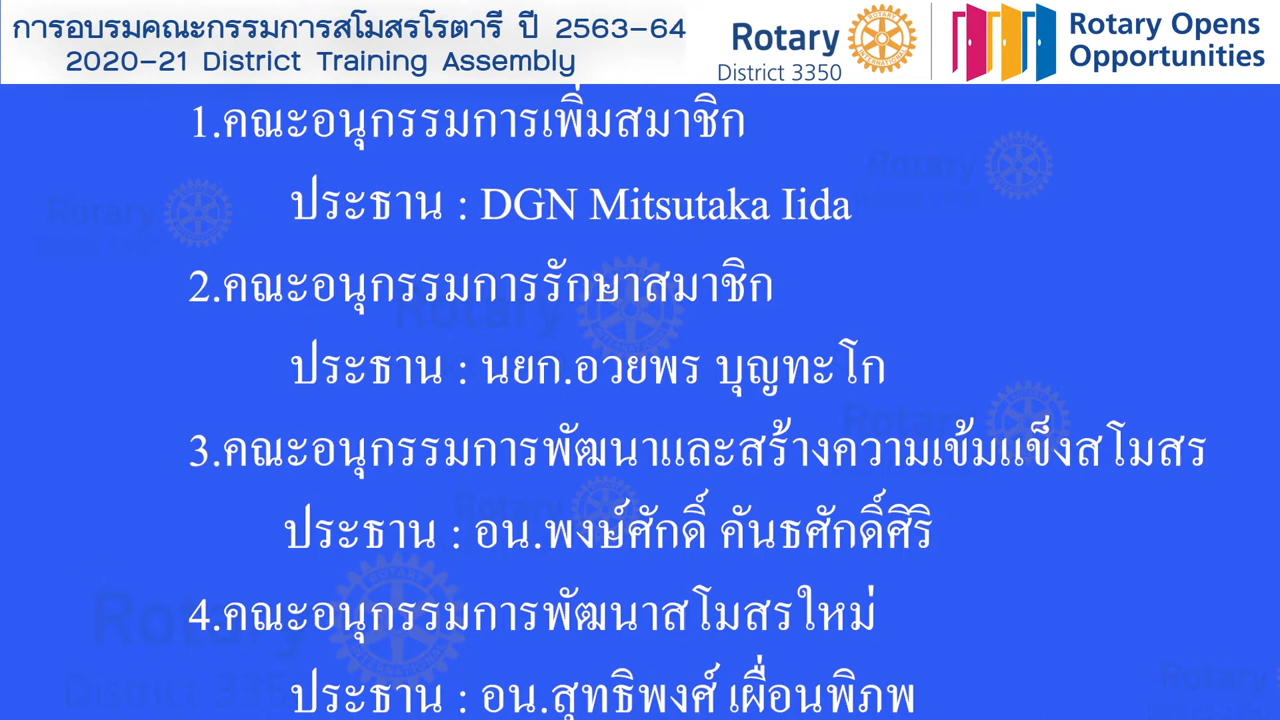 การอบรมคณะกรรมการสโมสรโรตารี ปี 2563-64
2020-21 District Training Assembly
Rotary
District 3350
Rotary Opens
Opportunities
1.คณะอนุกรรมการเพิ่มสมาชิก
ประธาน : DGN Mitsutaka Iida
2.คณะอนุกรรมการรักษาสมาชิก
ประธาน : นยก.อวยพร บุญทะโก
3.คณะอนุกรรมการพัฒนาและสร้างความเข้มแข็งสโมสร
ประธาน : อน.พงษ์ศักดิ์ คันธศักดิ์ศิริ
4.คณะอนุกรรมการพัฒนาสโมสรใหม่
ประธาน : อน.สุทธิพงศ์ เผื่อนพิภพ